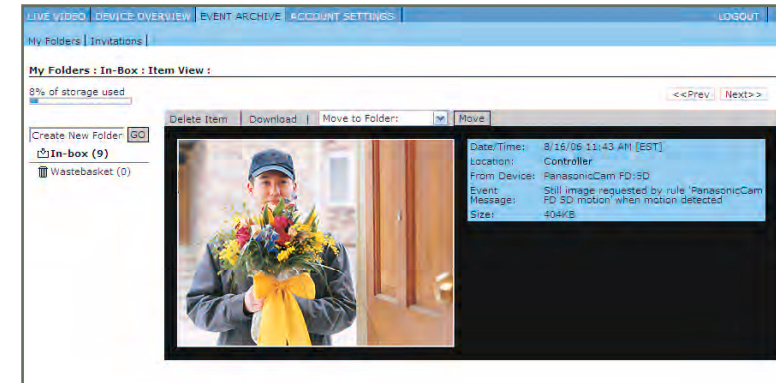 LIVE VIDEO | DEVICE OVERVIEW | EVENT ARCHIVE | ACCOUNT SETTINGS | LOGOUT
My Folders | Invitations |
My Folders : In-Box : Item View :
8% of storage used
<<Prev Next>>
Delete Item | Download | Move to Folder: Move
Create New Folder GO
In-box (9)
Wastebasket (0)
Date/Time: 8/16/06 11:43 AM [EST]
Location: Controller
From Device: PanasonicCam FD:SD
Event Message: Still image requested by rule 'PanasonicCam
FD SD motion' when motion detected
Size: 404KB